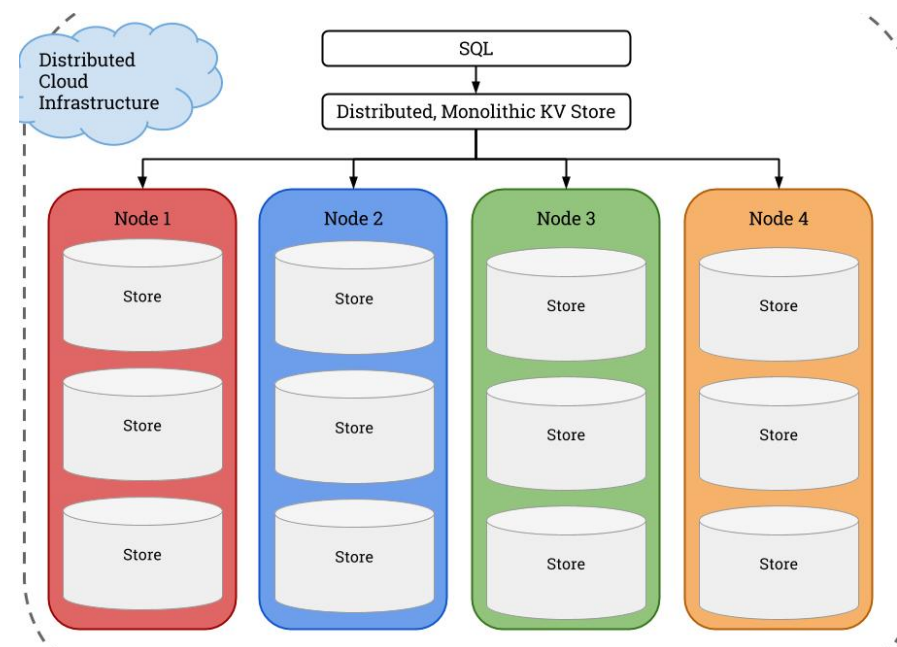 Distributed
Cloud
Infrastructure
SQL
Distributed, Monolithic KV Store
Node 1
Store
Store
Store
Node 2
Store
Store
Store
Node 3
Store
Store
Store
Node 4
Store
Store
Store